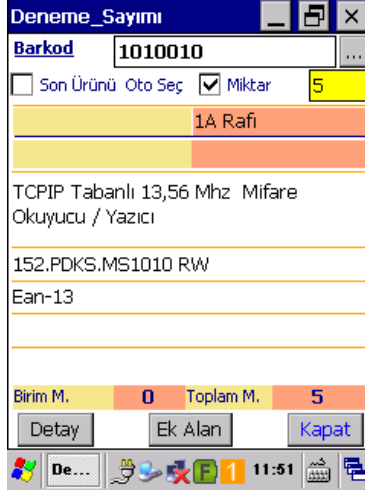 Deneme_Sayımı
Barkod 1010010 ...
Son Ürünü Oto Seç Miktar 5
1A Rafı
TCPIP Tabanlı 13,56 Mhz Mifare
Okuyucu / Yazıcı
152.PDKS.MS1010 RW
Ean-13
Birim M. 0 Toplam M. 5
Detay Ek Alan Kapat
De... F 1 11:51